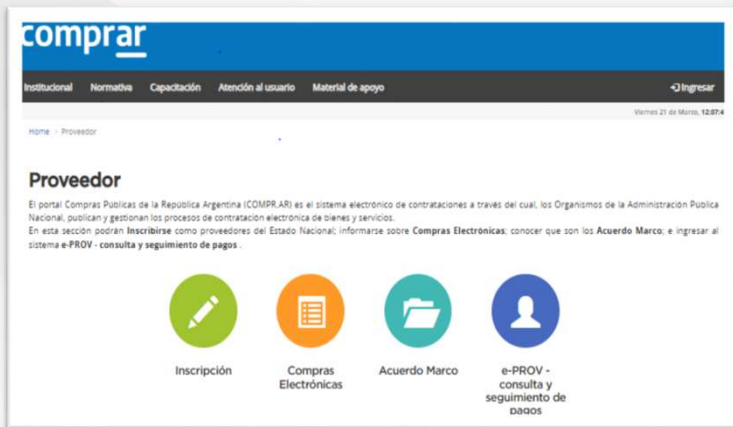 comprar
Institucional Normativa Capacitación Atención al usuario Material de apoyo Ingresar
Viernes 21 de Marzo, 12:07:4
Home > Proveedor
Proveedor
El portal Compras Públicas de la República Argentina (COMPR.AR) es el sistema electrónico de contrataciones a través del cual, los Organismos de la Administración Pública
Nacional, publican y gestionan los procesos de contratación electrónica de bienes y servicios.
En esta sección podrán Inscribirse como proveedores del Estado Nacional; informarse sobre Compras Electrónicas; conocer que son los Acuerdo Marco; e ingresar al
sistema e-PROV - consulta y seguimiento de pagos .
Inscripción
Compras
Electrónicas
Acuerdo Marco
e-PROV -
consulta y
seguimiento de
pagos